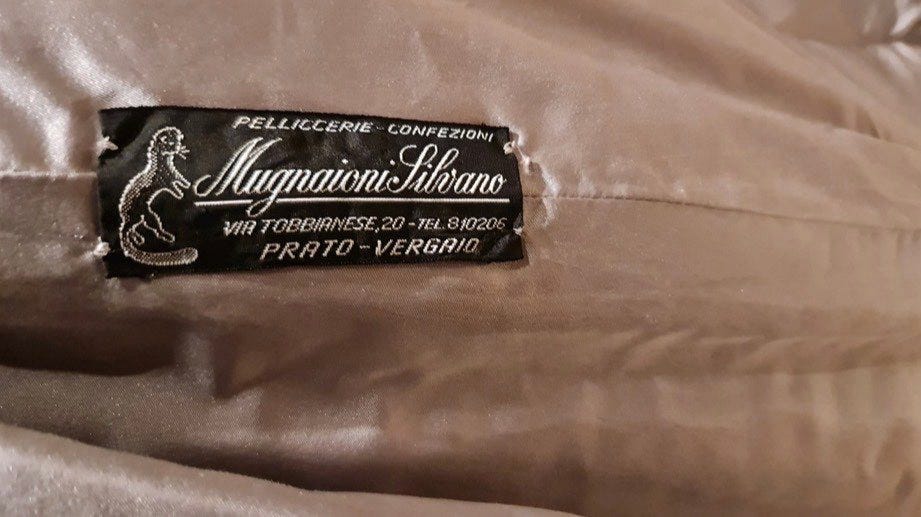 PELLICCERIE - CONFEZIONI
Mugnaioni Silvano
VIA TOBBIANESE, 20 - TEL. 810206
PRATO - VERGAIO